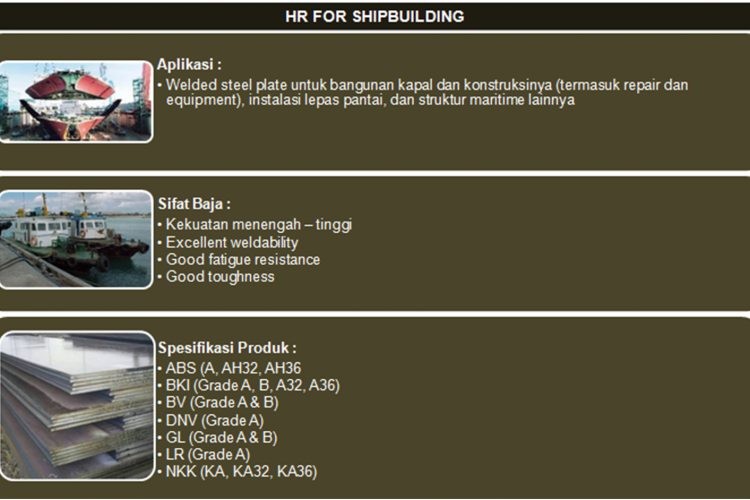 HR FOR SHIPBUILDING
Aplikasi :
• Welded steel plate untuk bangunan kapal dan konstruksinya (termasuk repair dan
equipment), instalasi lepas pantai, dan struktur maritime lainnya
Sifat Baja :
• Kekuatan menengah – tinggi
• Excellent weldability
• Good fatigue resistance
• Good toughness
Spesifikasi Produk :
• ABS (A, AH32, AH36
• BKI (Grade A, B, A32, A36)
• BV (Grade A & B)
• DNV (Grade A)
• GL (Grade A & B)
• LR (Grade A)
• NKK (KA, KA32, KA36)